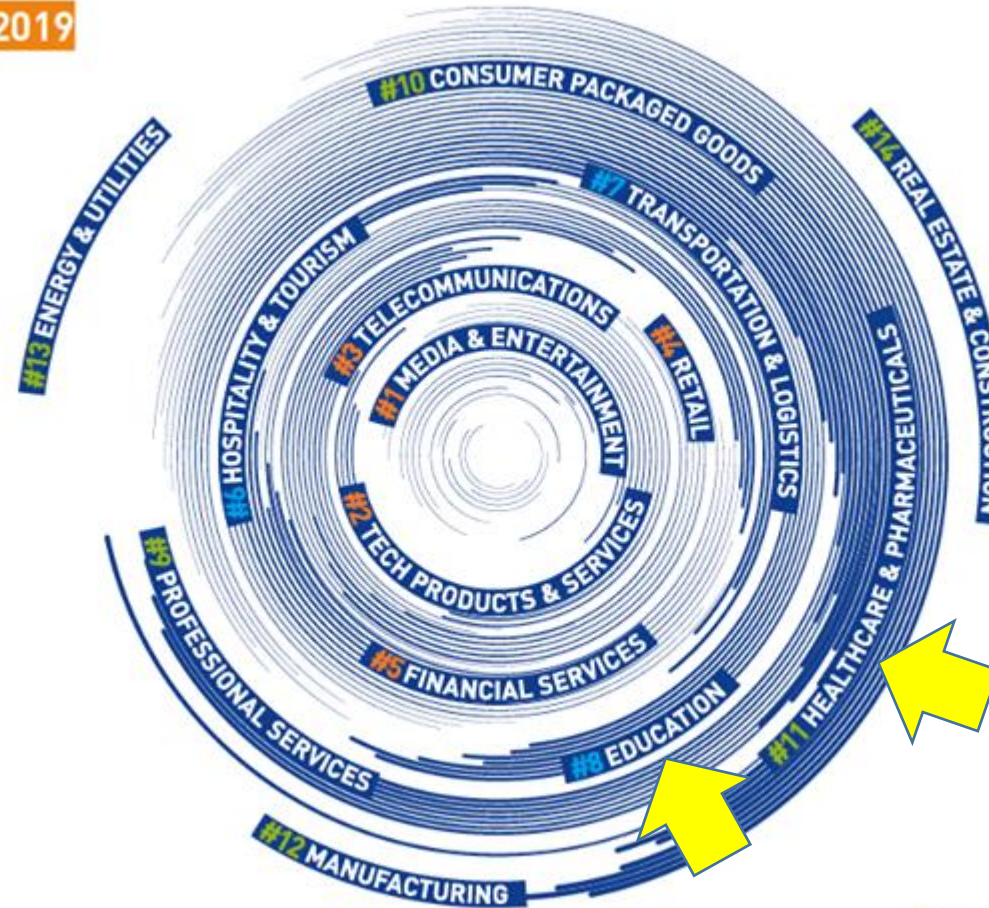 2019
#1 MEDIA & ENTERTAINMENT
#2 TECH PRODUCTS & SERVICES
#3 TELECOMMUNICATIONS
#4 RETAIL
#5 FINANCIAL SERVICES
#6 HOSPITALITY & TOURISM
#7 TRANSPORTATION & LOGISTICS
#8 EDUCATION
#9 PROFESSIONAL SERVICES
#10 CONSUMER PACKAGED GOODS
#11 HEALTHCARE & PHARMACEUTICALS
#12 MANUFACTURING
#13 ENERGY & UTILITIES
#14 REAL ESTATE & CONSTRUCTION